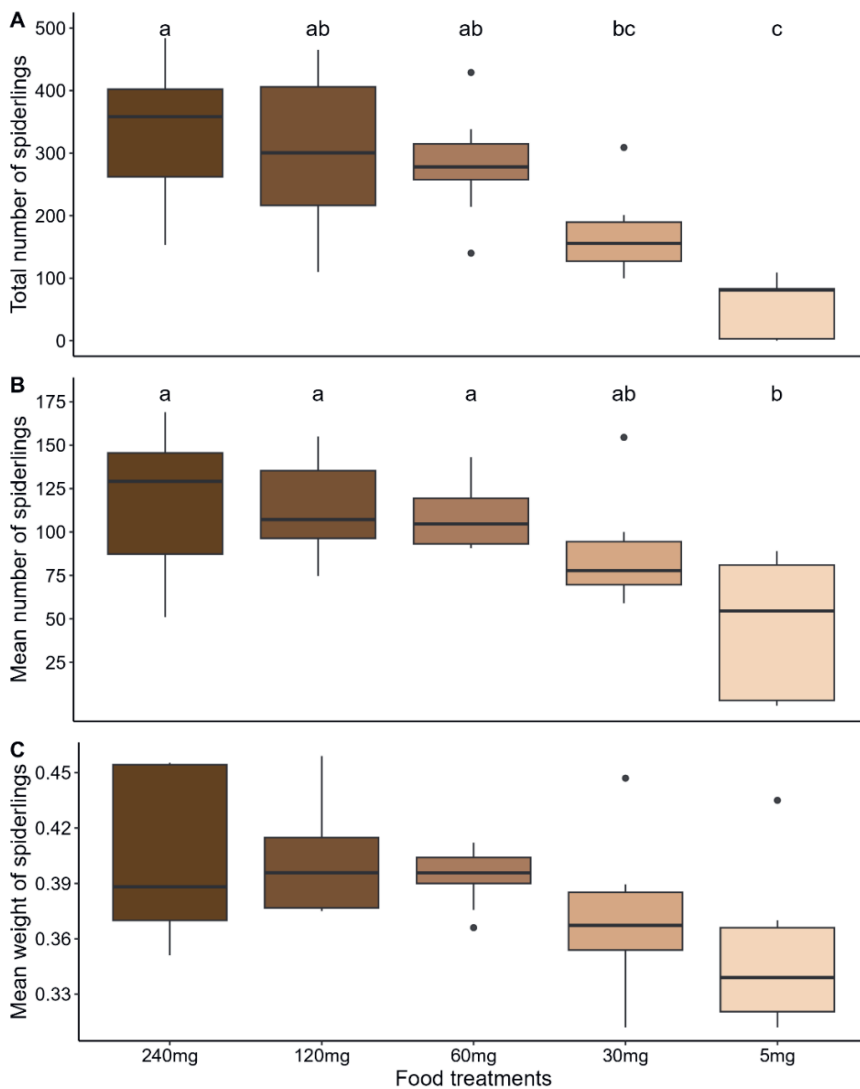 A
a ab ab bc c
Total number of spiderlings
500
400
300
200
100
0
B
a a a ab b
Mean number of spiderlings
175
150
125
100
75
50
25
C
Mean weight of spiderlings
0.45
0.42
0.39
0.36
0.33
240mg 120mg 60mg 30mg 5mg
Food treatments